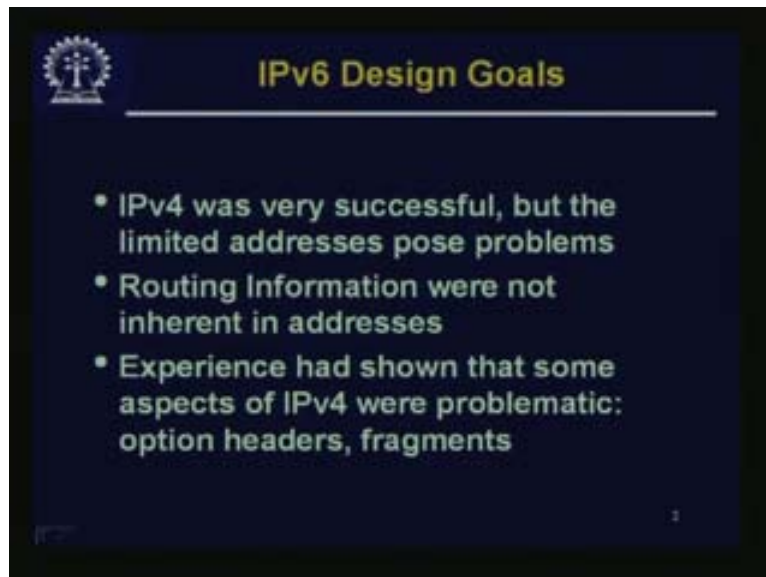 IPv6 Design Goals
• IPv4 was very successful, but the
limited addresses pose problems
• Routing Information were not
inherent in addresses
• Experience had shown that some
aspects of IPv4 were problematic:
option headers, fragments